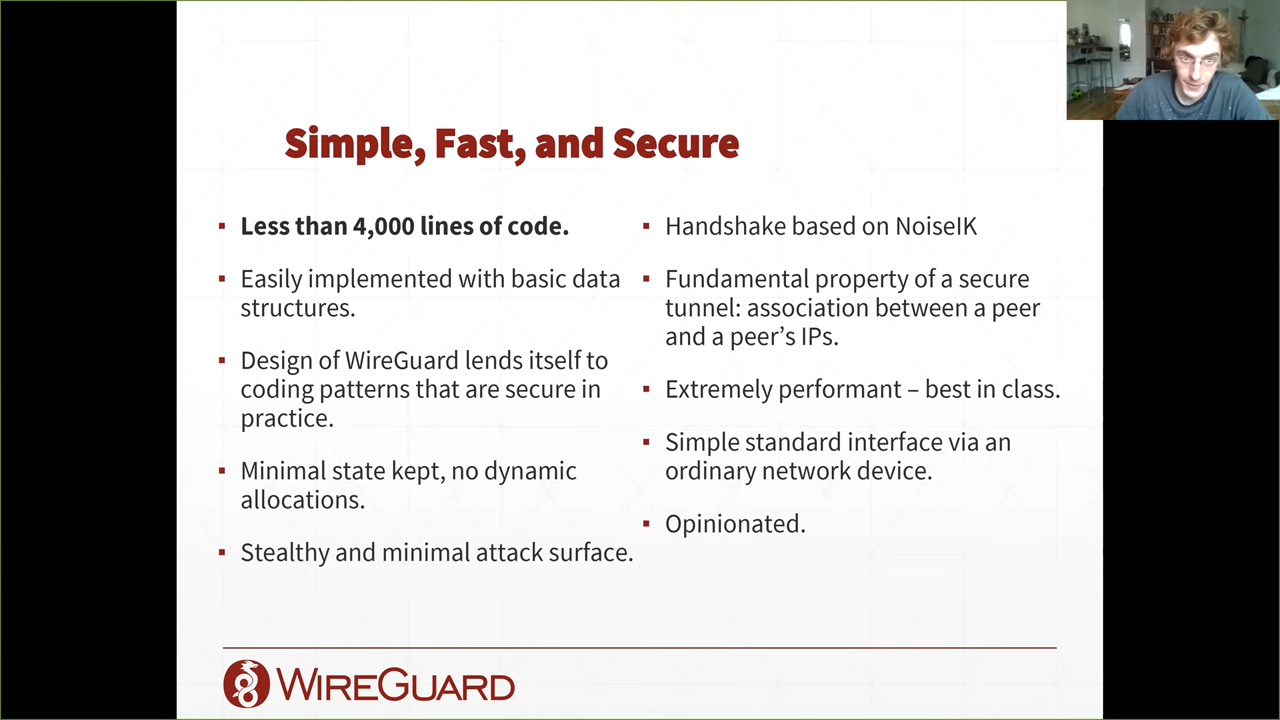 Simple, Fast, and Secure
Less than 4,000 lines of code.
Easily implemented with basic data
structures.
Design of WireGuard lends itself to
coding patterns that are secure in
practice.
Minimal state kept, no dynamic
allocations.
Stealthy and minimal attack surface.
Handshake based on NoiseIK
Fundamental property of a secure
tunnel: association between a peer
and a peer’s IPs.
Extremely performant – best in class.
Simple standard interface via an
ordinary network device.
Opinionated.
WIREGUARD